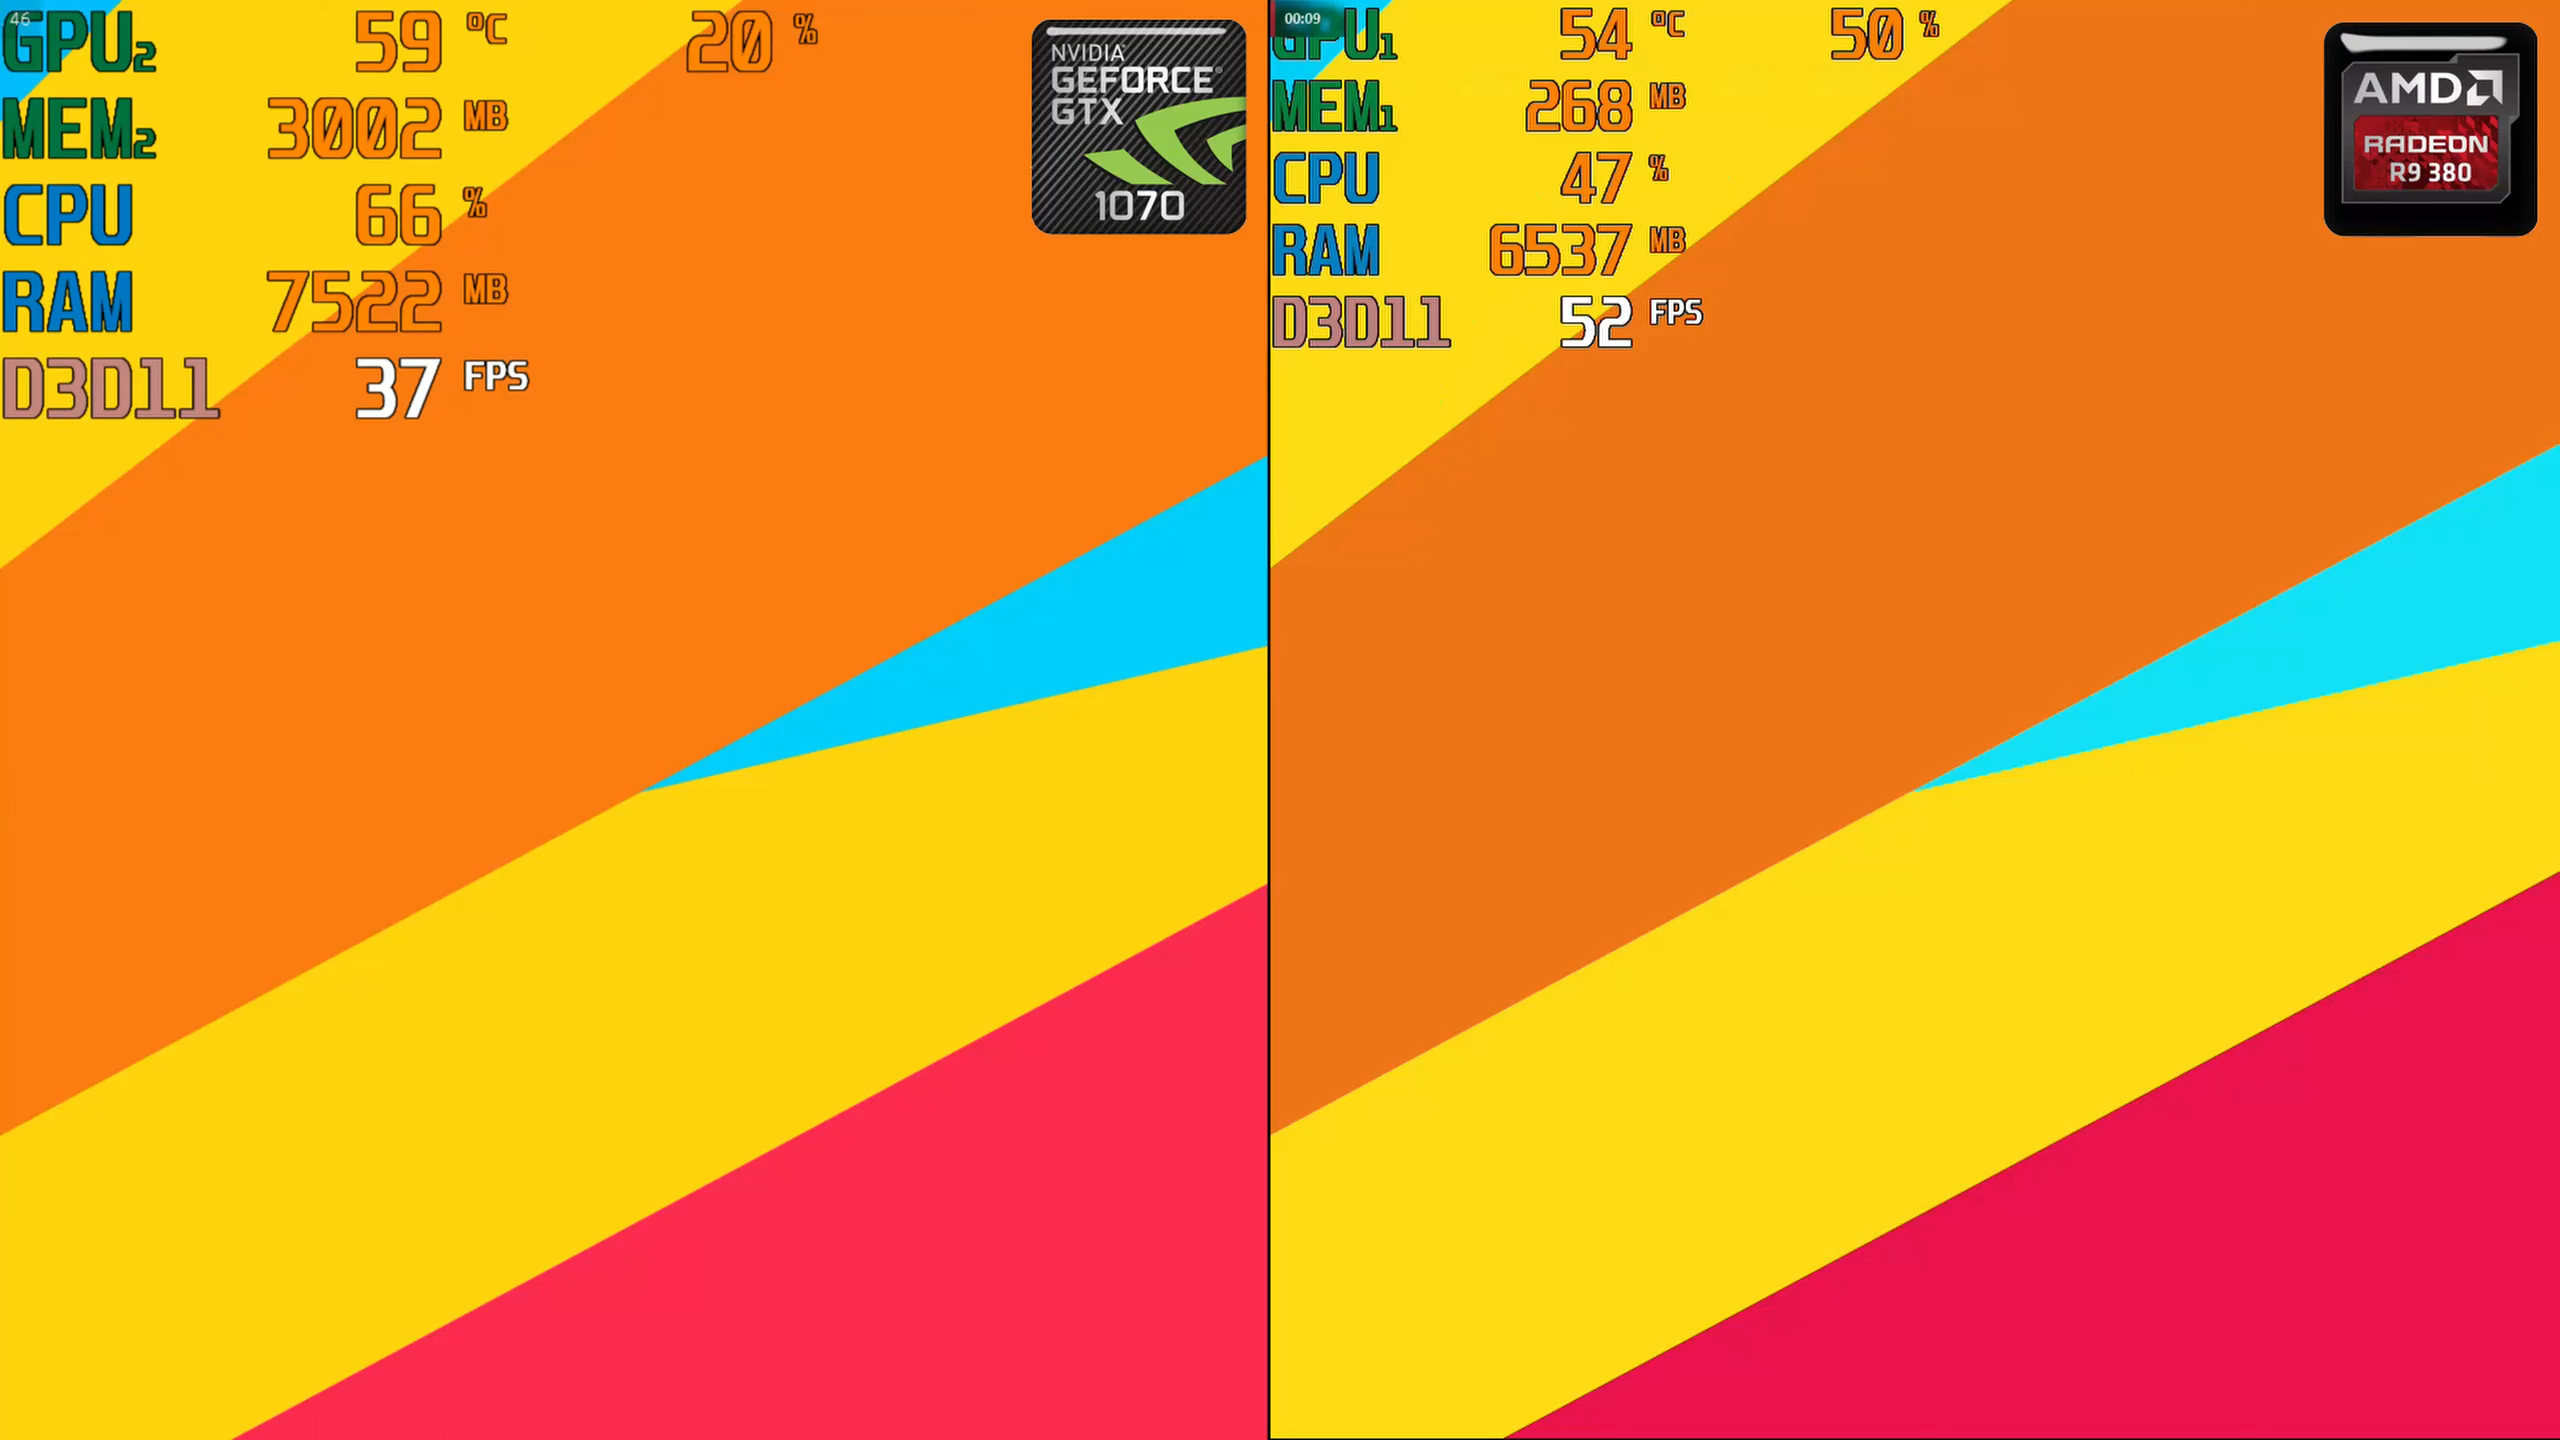 46
GPU2 59 °C 20 %
MEM2 3002 MB
CPU 66 %
RAM 7522 MB
D3D11 37 FPS
NVIDIA
GEFORCE
GTX
1070
00:09
GPU1 54 °C 50 %
MEM1 268 MB
CPU 47 %
RAM 6537 MB
D3D11 52 FPS
AMD
RADEON
R9 380